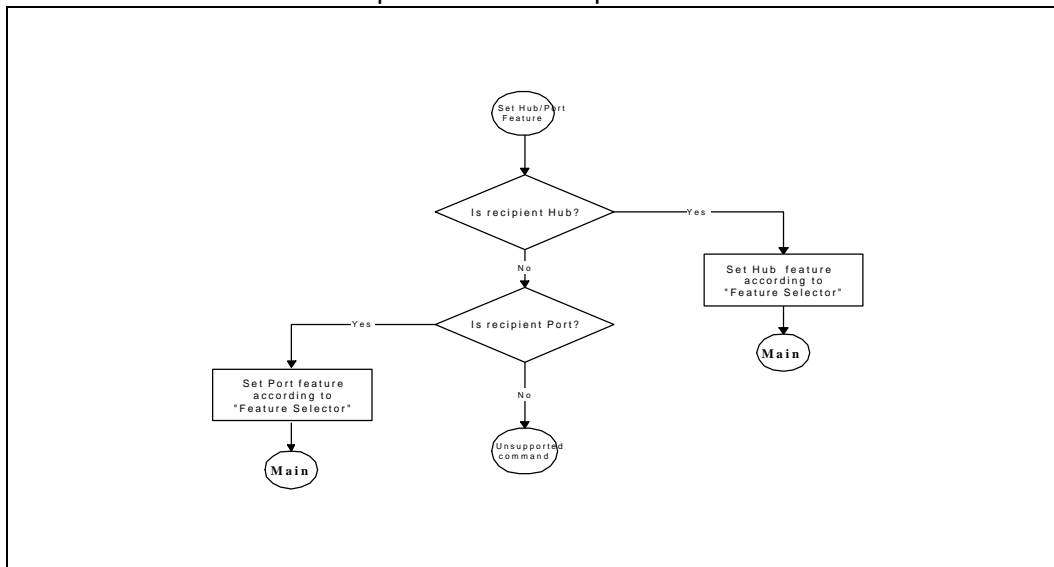 Set Hub/Port
Feature
Is recipient Hub?
Yes
Set Hub feature
according to
"Feature Selector"
Main
No
Is recipient Port?
Yes
Set Port feature
according to
"Feature Selector"
Main
No
Unsupported
command